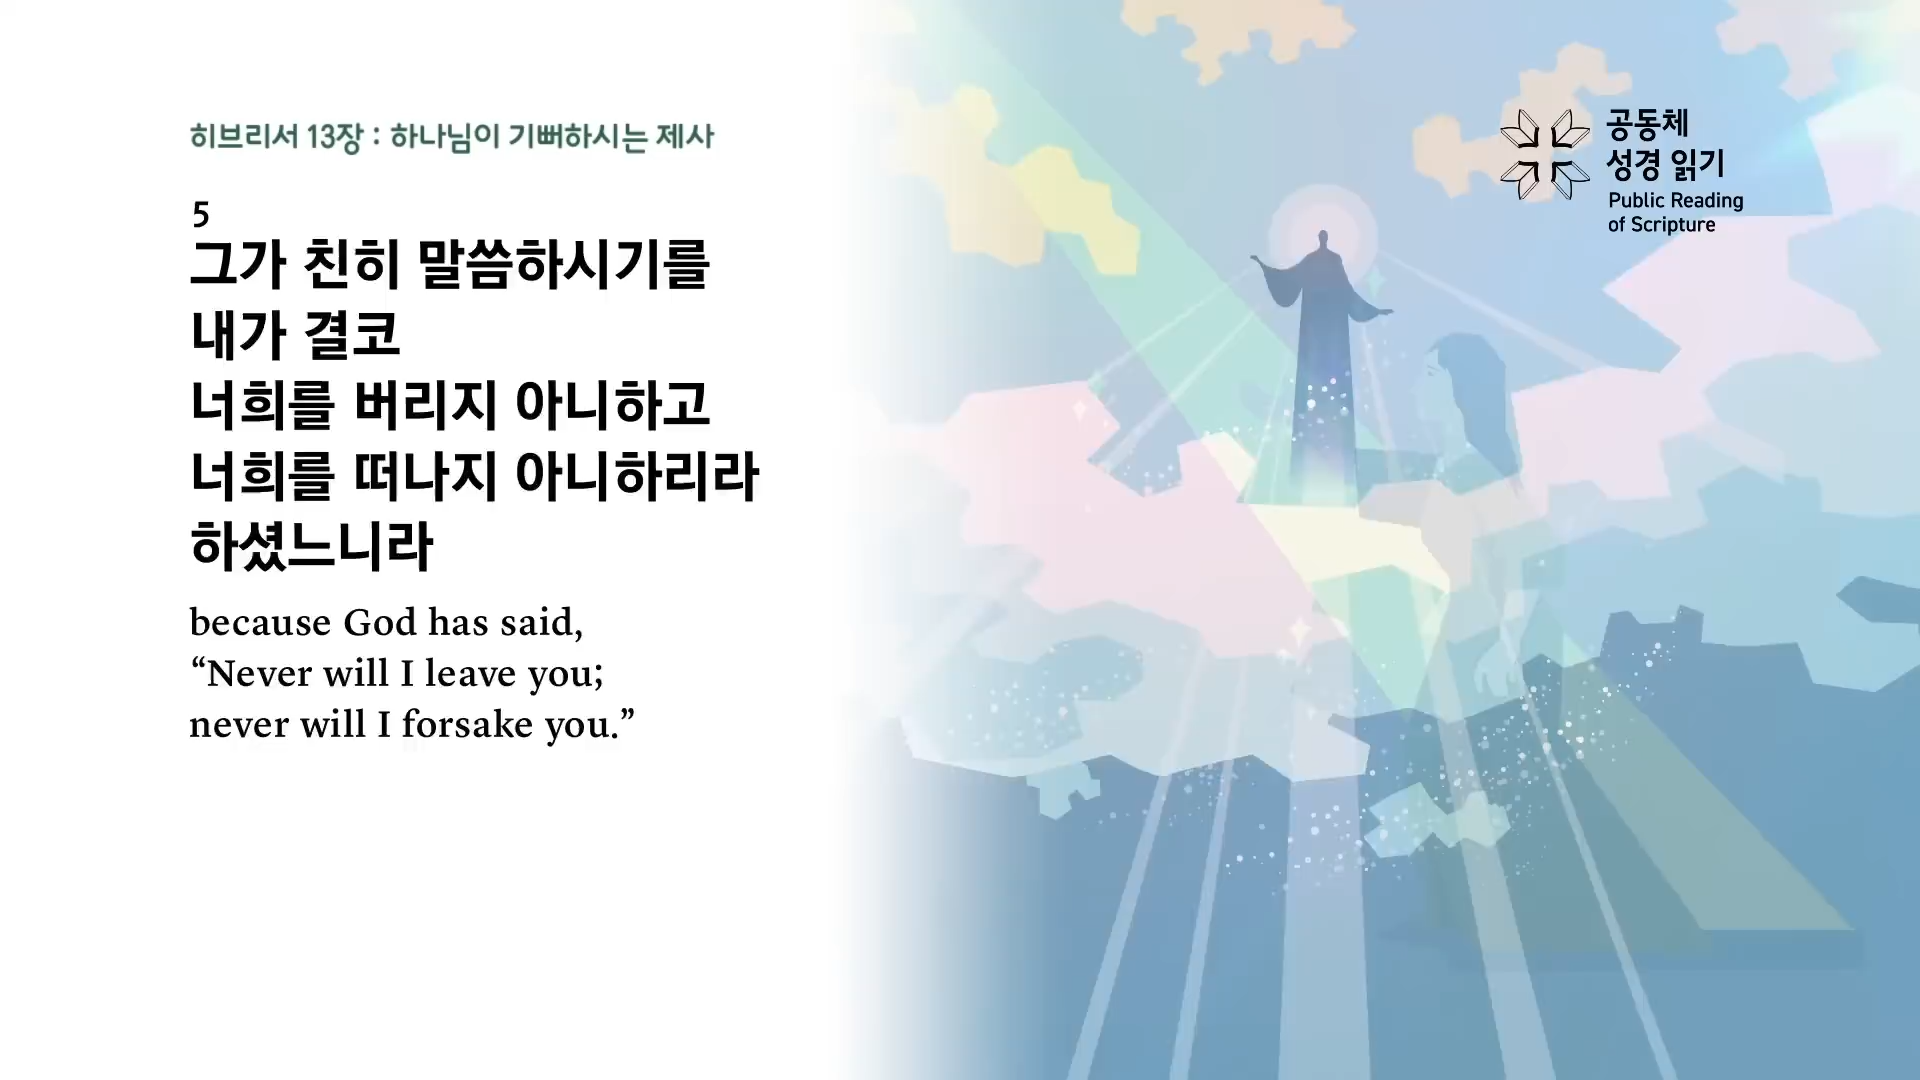 히브리서 13장 : 하나님이 기뻐하시는 제사
5
그가 친히 말씀하시기를
내가 결코
너희를 버리지 아니하고
너희를 떠나지 아니하리라
하셨느니라
because God has said,
“Never will I leave you;
never will I forsake you.”
공동체
성경 읽기
Public Reading
of Scripture